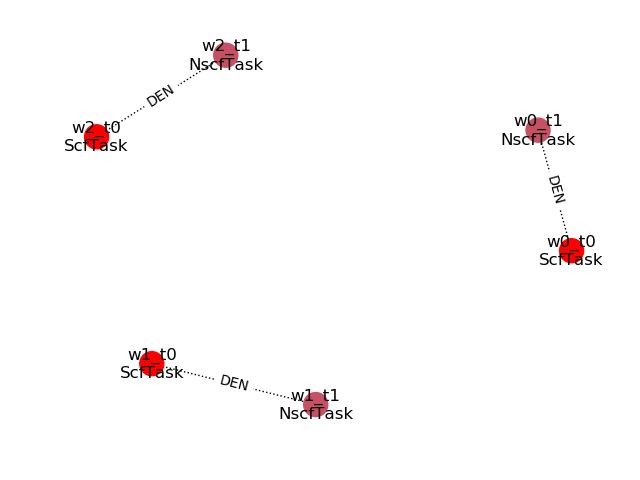 w2_t1
NscfTask
DEN
w2_t0
ScfTask
w0_t1
NscfTask
DEN
w0_t0
ScfTask
w1_t0
ScfTask
DEN
w1_t1
NscfTask